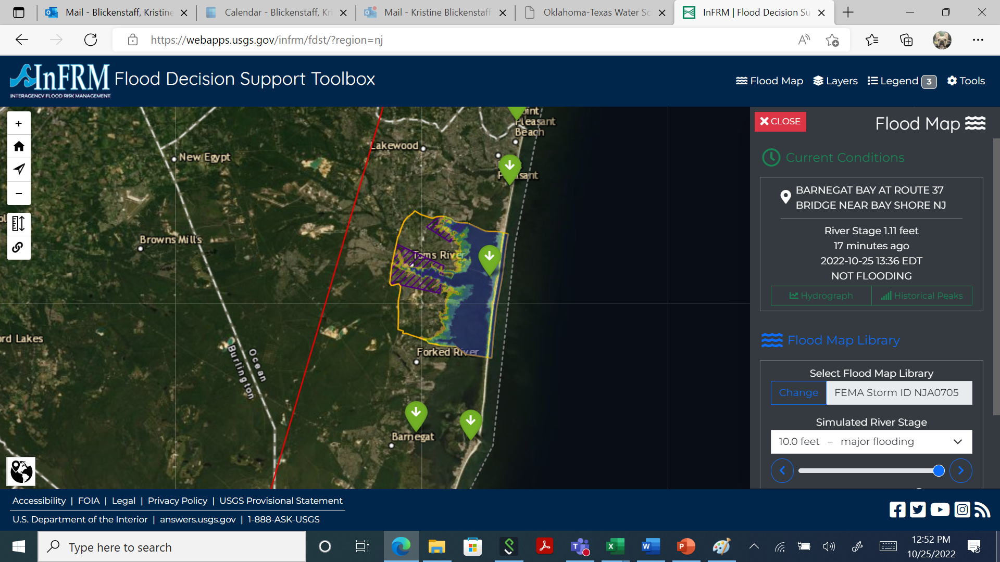 Mail - Blickenstaff, Kristine
Calendar - Blickenstaff, Kri
Mail - Kristine Blickenstaff
Oklahoma-Texas Water Sc
InFRM | Flood Decision Su
https://webapps.usgs.gov/infrm/fdst/?region=nj
InFRM
INTERAGENCY FLOOD RISK MANAGEMENT
Flood Decision Support Toolbox
Flood Map
Layers
Legend 3
Tools
+
−
New Egypt
Lakewood
Pleasant
Beach
Browns Mills
Toms River
rd Lakes
Ocean
Burlington
Forked River
Barnegat
CLOSE
Flood Map
Current Conditions
BARNEGAT BAY AT ROUTE 37
BRIDGE NEAR BAY SHORE NJ
River Stage 1.11 feet
17 minutes ago
2022-10-25 13:36 EDT
NOT FLOODING
Hydrograph
Historical Peaks
Flood Map Library
Select Flood Map Library
Change FEMA Storm ID NJA0705
Simulated River Stage
10.0 feet – major flooding
Accessibility | FOIA | Legal | Privacy Policy | USGS Provisional Statement
U.S. Department of the Interior | answers.usgs.gov | 1-888-ASK-USGS
Type here to search
12:52 PM
10/25/2022